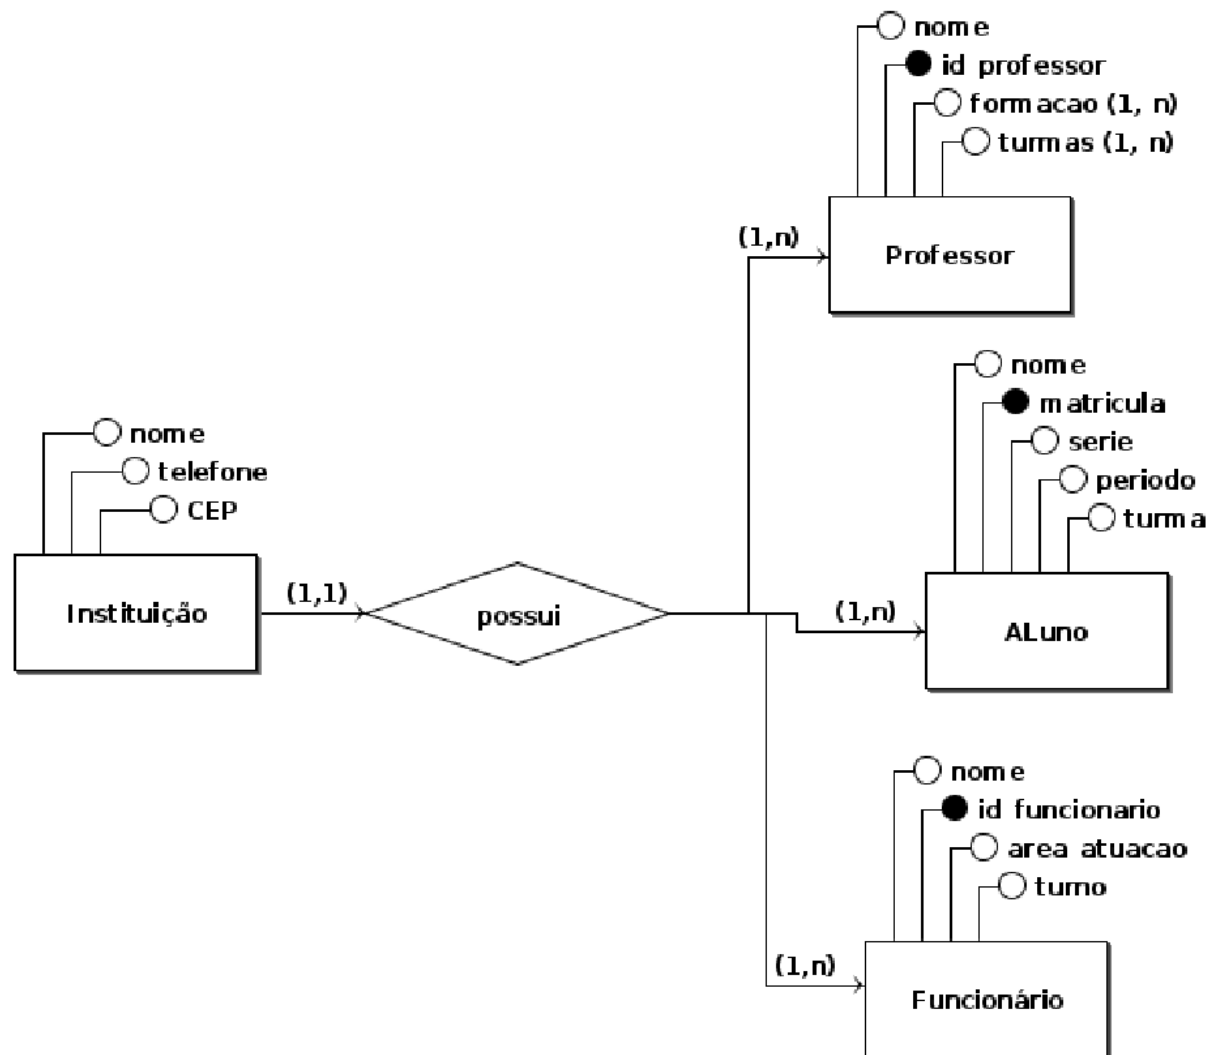 nome
id professor
formacao (1, n)
turmas (1, n)
(1,n)
Professor
nome
matricula
serie
periodo
turma
nome
telefone
CEP
Instituição
(1,1)
possui
(1,n)
ALuno
nome
id funcionario
area atuacao
turno
(1,n)
Funcionário